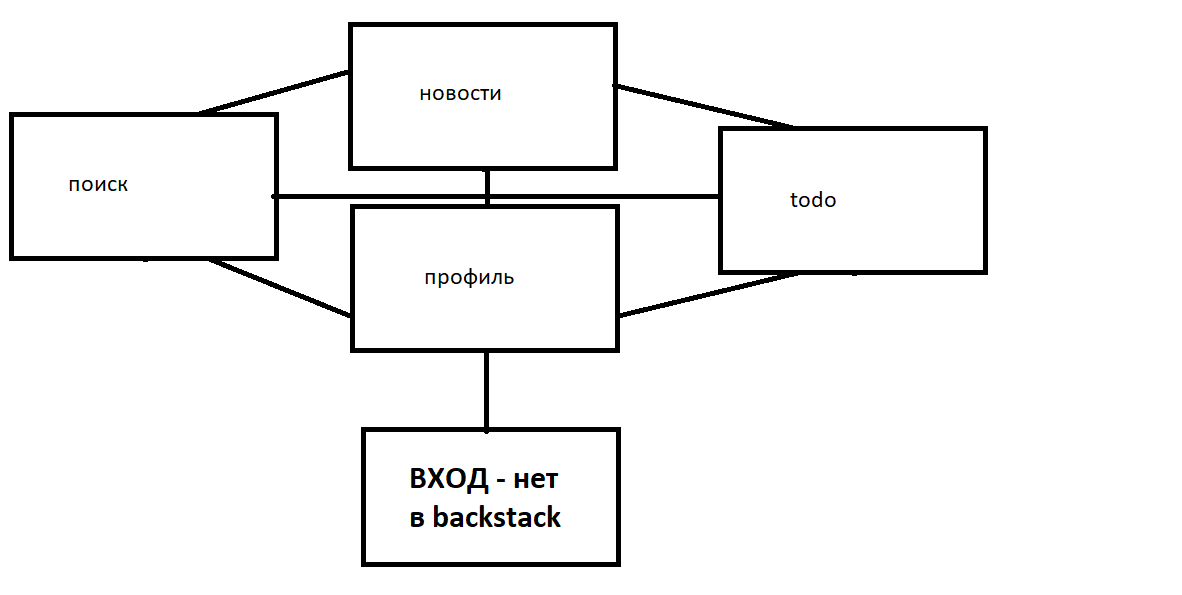 новости
поиск
todo
профиль
ВХОД - нет
в backstack